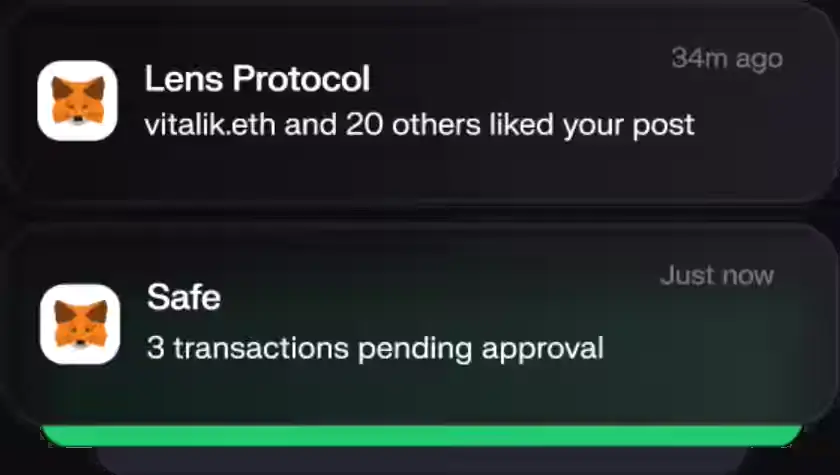 34m ago
Lens Protocol
vitalik.eth and 20 others liked your post
Just now
Safe
3 transactions pending approval